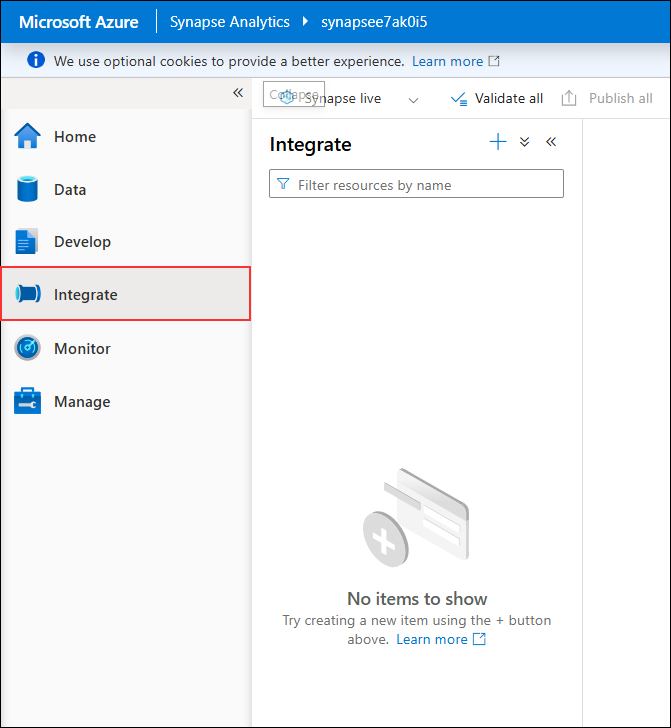 Microsoft Azure Synapse Analytics synapsee7ak0i5
We use optional cookies to provide a better experience. Learn more
Collapse
Synapse live Validate all Publish all
Home
Data
Develop
Integrate
Monitor
Manage
Integrate
Filter resources by name
No items to show
Try creating a new item using the + button
above. Learn more